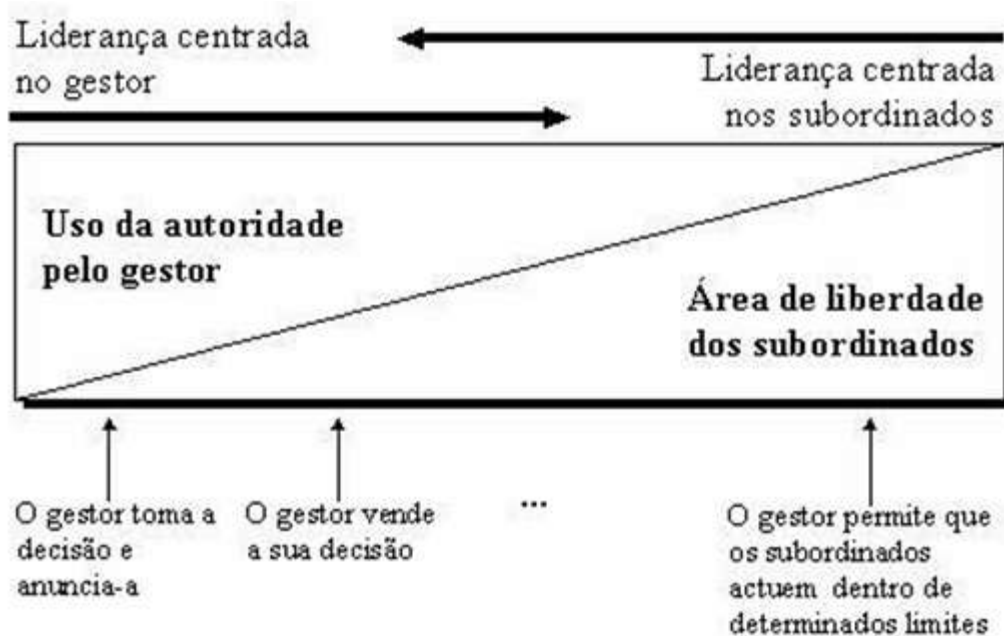 Liderança centrada
no gestor
Liderança centrada
nos subordinados
Uso da autoridade
pelo gestor
Área de liberdade
dos subordinados
O gestor toma a
decisão e
anuncia-a
O gestor vende
a sua decisão
...
O gestor permite que
os subordinados
actuem dentro de
determinados limites